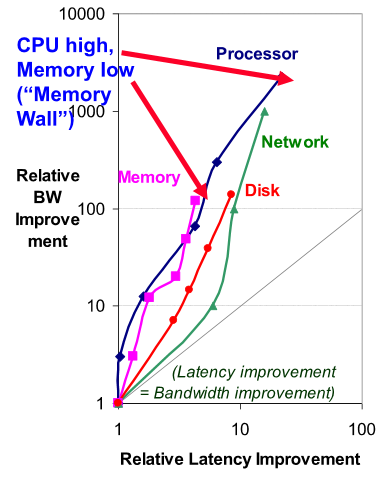 10000
CPU high,
Memory low
(“Memory
Wall”)
Processor
1000
Network
Relative
BW
Improve
ment
Memory
Disk
100
10
(Latency improvement
= Bandwidth improvement)
1
1
10
100
Relative Latency Improvement